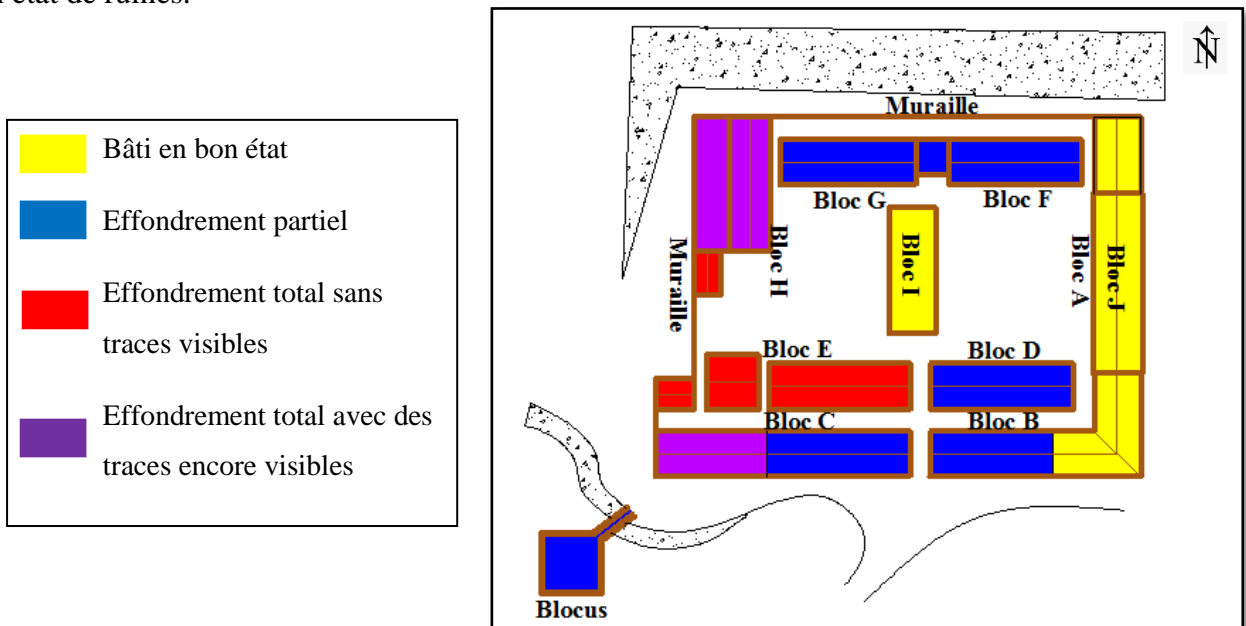 état de ruines.
Bâti en bon état
Effondrement partiel
Effondrement total sans
traces visibles
Effondrement total avec des
traces encore visibles
N
Muraille
Bloc G
Bloc F
Muraille
Bloc H
Bloc I
Bloc A
Bloc J
Bloc E
Bloc D
Bloc C
Bloc B
Blocus